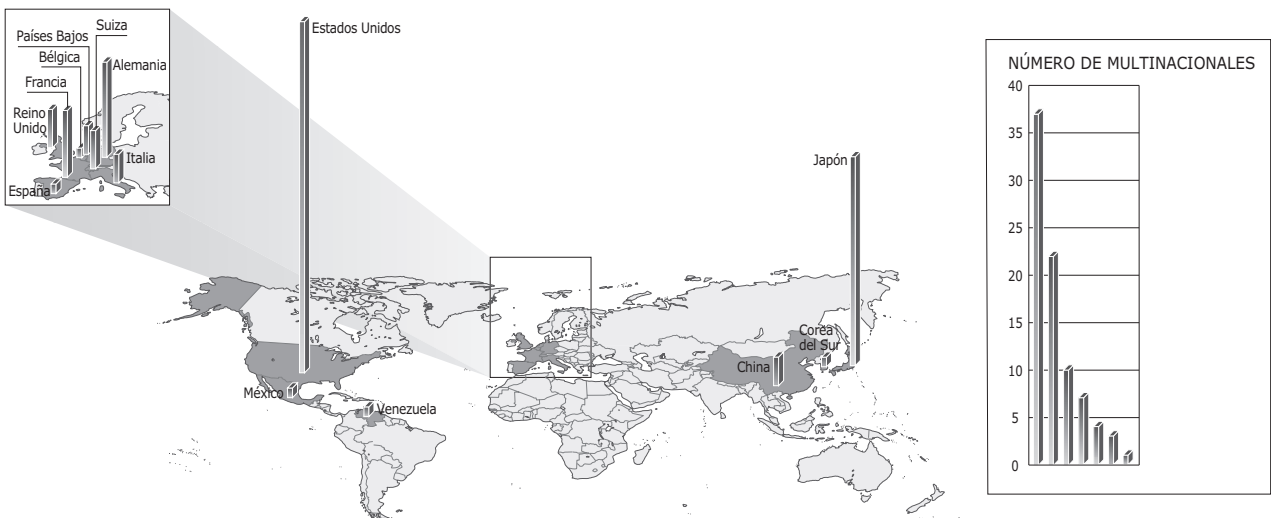 Suiza
Países Bajos
Bélgica
Alemania
Francia
Reino
Unido
Italia
España
Estados Unidos
Japón
Corea
del Sur
China
México
Venezuela
NÚMERO DE MULTINACIONALES
40
35
30
25
20
15
10
5
0